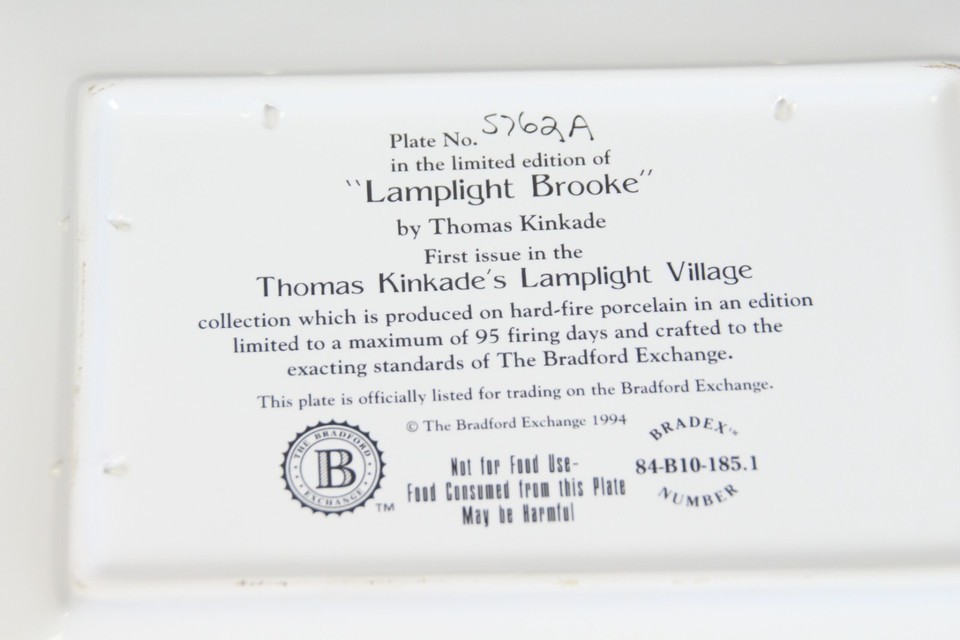 Plate No. 5762A
in the limited edition of
"Lamplight Brooke"
by Thomas Kinkade
First issue in the
Thomas Kinkade's Lamplight Village
collection which is produced on hard-fire porcelain in an edition
limited to a maximum of 95 firing days and crafted to the
exacting standards of The Bradford Exchange.
This plate is officially listed for trading on the Bradford Exchange.
© The Bradford Exchange 1994
THE BRADFORD
B
EXCHANGE
TM
Not for Food Use-
Food Consumed from this Plate
May be Harmful
BRADEX™
84-B10-185.1
NUMBER